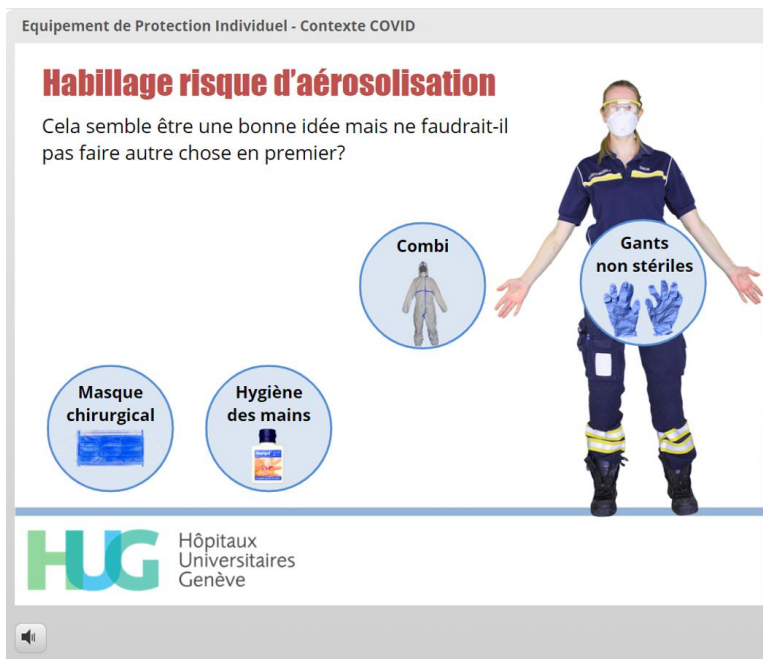 Equipement de Protection Individuel - Contexte COVID
Habillage risque d'aérosolisation
Cela semble être une bonne idée mais ne faudrait-il
pas faire autre chose en premier?
Combi
Gants
non stériles
Masque
chirurgical
Hygiène
des mains
HUG
Hôpitaux
Universitaires
Genève